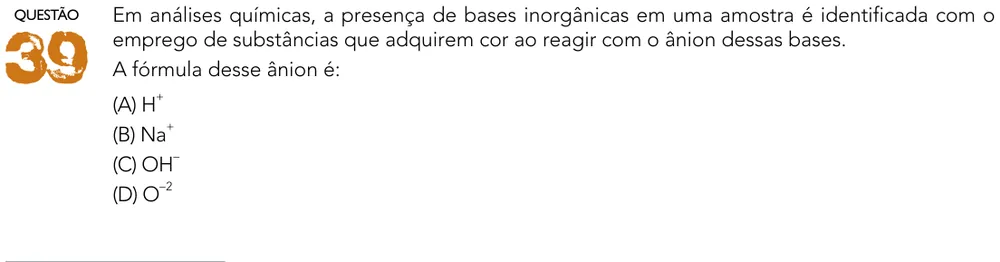 QUESTÃO
39
Em análises químicas, a presença de bases inorgânicas em uma amostra é identificada com o
emprego de substâncias que adquirem cor ao reagir com o ânion dessas bases.
A fórmula desse ânion é:
(A) H⁺
(B) Na⁺
(C) OH⁻
(D) O⁻²